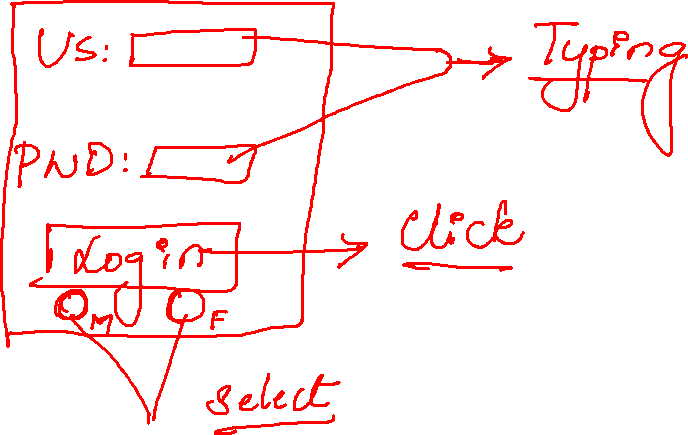 US:
Typing
PWD:
Login
Click
M F
Select